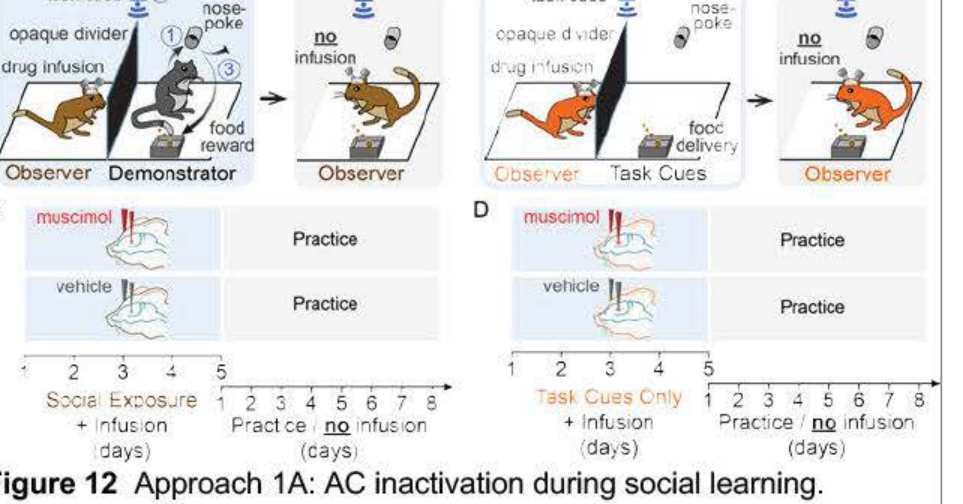 nose-
poke
opaque divider
1
drug infusion
3
food
reward
Observer Demonstrator
no
infusion
Observer
nose-
poke
opaque divider
drug infusion
food
delivery
Observer Task Cues
no
infusion
Observer
muscimol
Practice
vehicle
Practice
1 2 3 4 5
Social Exposure
+ Infusion
(days)
1 2 3 4 5 6 7 8
Practice / no infusion
(days)
D
muscimol
Practice
vehicle
Practice
1 2 3 4 5
Task Cues Only
+ Infusion
(days)
1 2 3 4 5 6 7 8
Practice / no infusion
(days)
igure 12 Approach 1A: AC inactivation during social learning.